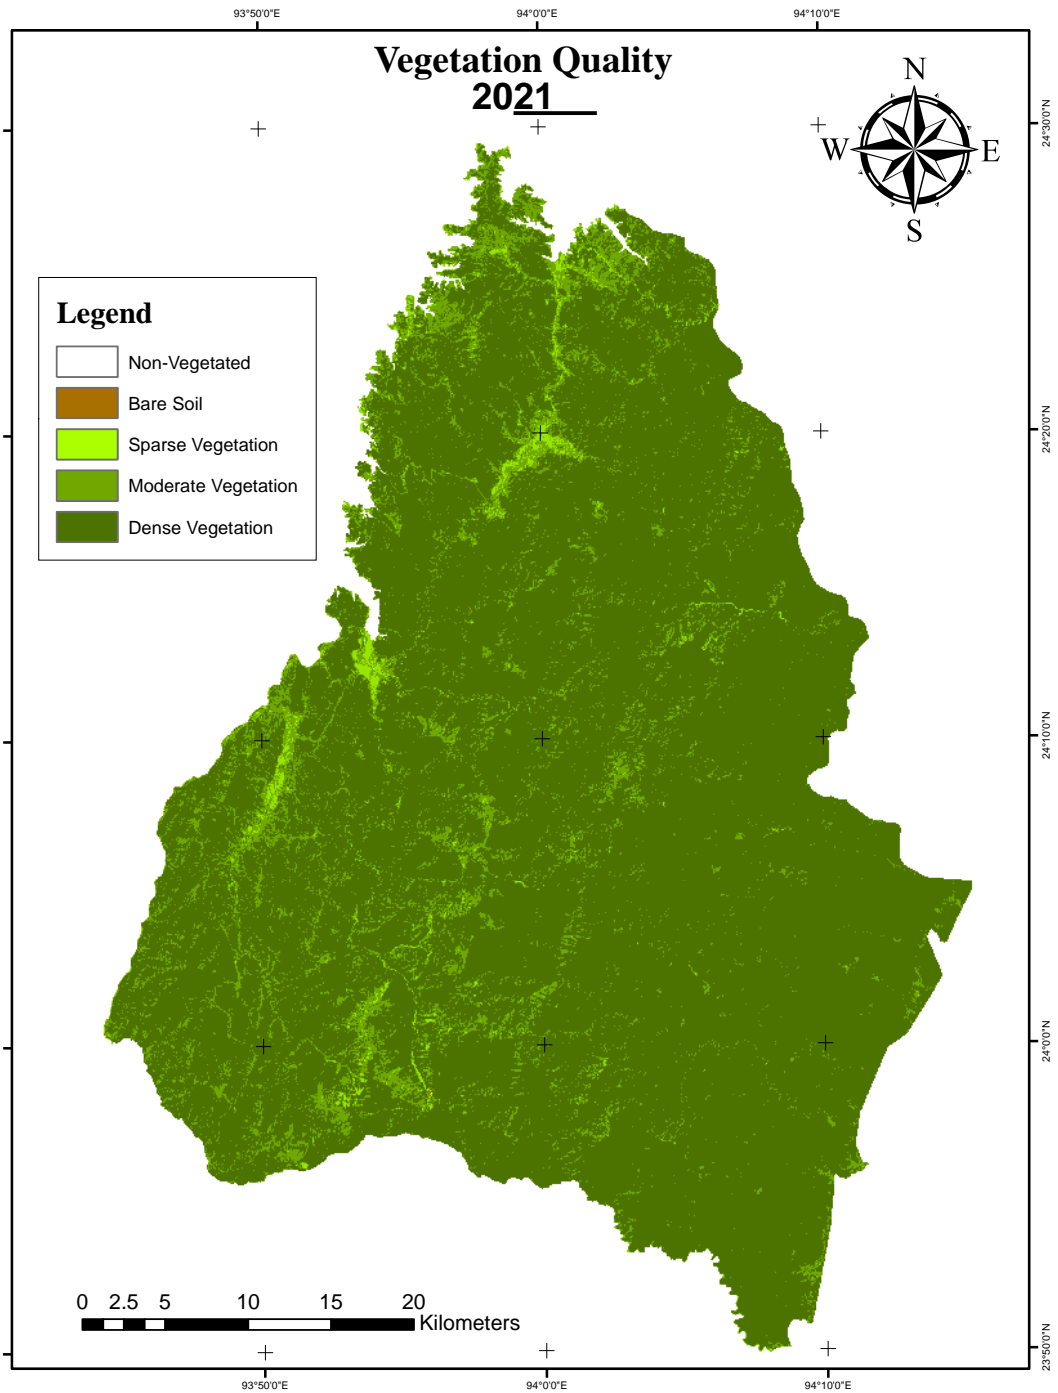 93°50'0"E 94°0'0"E 94°10'0"E
Vegetation Quality
2021
N
W E
S
24°30'0"N
Legend
Non-Vegetated
Bare Soil
Sparse Vegetation
Moderate Vegetation
Dense Vegetation
24°20'0"N
24°10'0"N
24°0'0"N
0 2.5 5 10 15 20
Kilometers
23°50'0"N
93°50'0"E 94°0'0"E 94°10'0"E